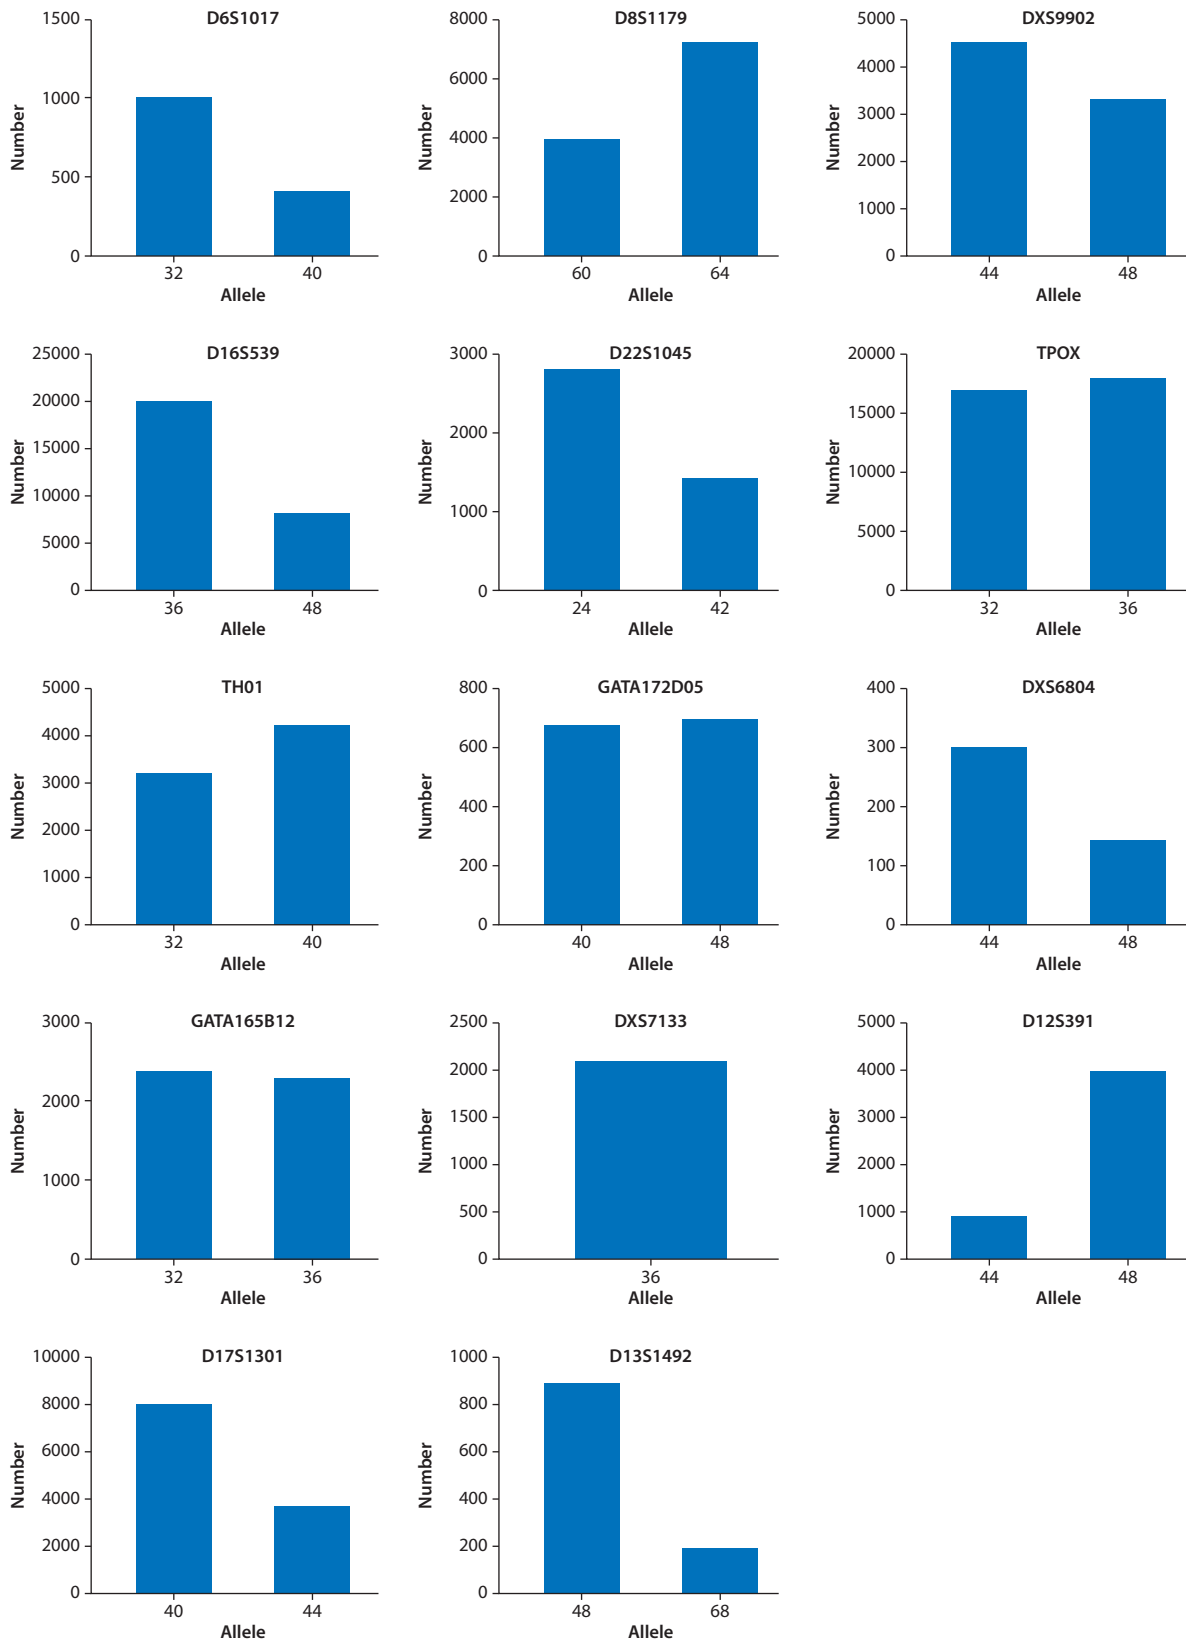 D6S1017
1500
1000
500
0
Number
32 40
Allele
D8S1179
8000
6000
4000
2000
0
Number
60 64
Allele
DXS9902
5000
4000
3000
2000
1000
0
Number
44 48
Allele
D16S539
25000
20000
15000
10000
5000
0
Number
36 48
Allele
D22S1045
3000
2000
1000
0
Number
24 42
Allele
TPOX
20000
15000
10000
5000
0
Number
32 36
Allele
TH01
5000
4000
3000
2000
1000
0
Number
32 40
Allele
GATA172D05
800
600
400
200
0
Number
40 48
Allele
DXS6804
400
300
200
100
0
Number
44 48
Allele
GATA165B12
3000
2000
1000
0
Number
32 36
Allele
DXS7133
2500
2000
1500
1000
500
0
Number
36
Allele
D12S391
5000
4000
3000
2000
1000
0
Number
44 48
Allele
D17S1301
10000
8000
6000
4000
2000
0
Number
40 44
Allele
D13S1492
1000
800
600
400
200
0
Number
48 68
Allele